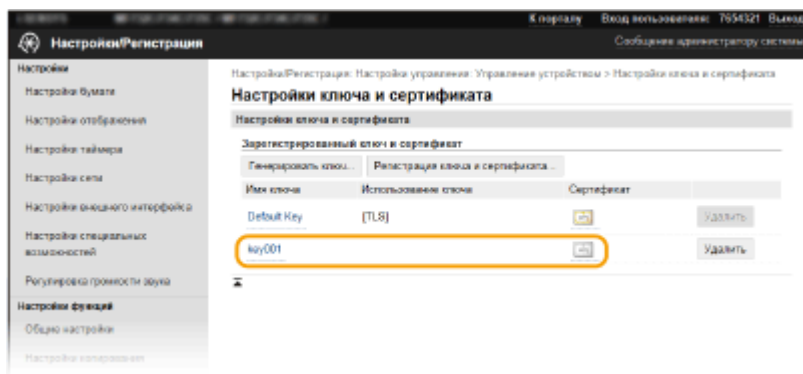 К порталу Вход пользователя: 7654321 Выход
Настройки/Регистрация Сообщение администратору системы
Настройки
Настройки бумаги
Настройки отображения
Настройки таймера
Настройки сети
Настройки внешнего интерфейса
Настройки специальных
возможностей
Регулировка громкости звука
Настройки функций
Общие настройки
Настройки копирования
Настройка/Регистрация: Настройки управления: Управление устройством > Настройки ключа и сертификата
Настройки ключа и сертификата
Настройки ключа и сертификата
Зарегистрированный ключ и сертификат
Генерировать ключ... Регистрация ключа и сертификата...
Имя ключа Использование ключа Сертификат
Default Key [TLS] Удалить
key001 Удалить